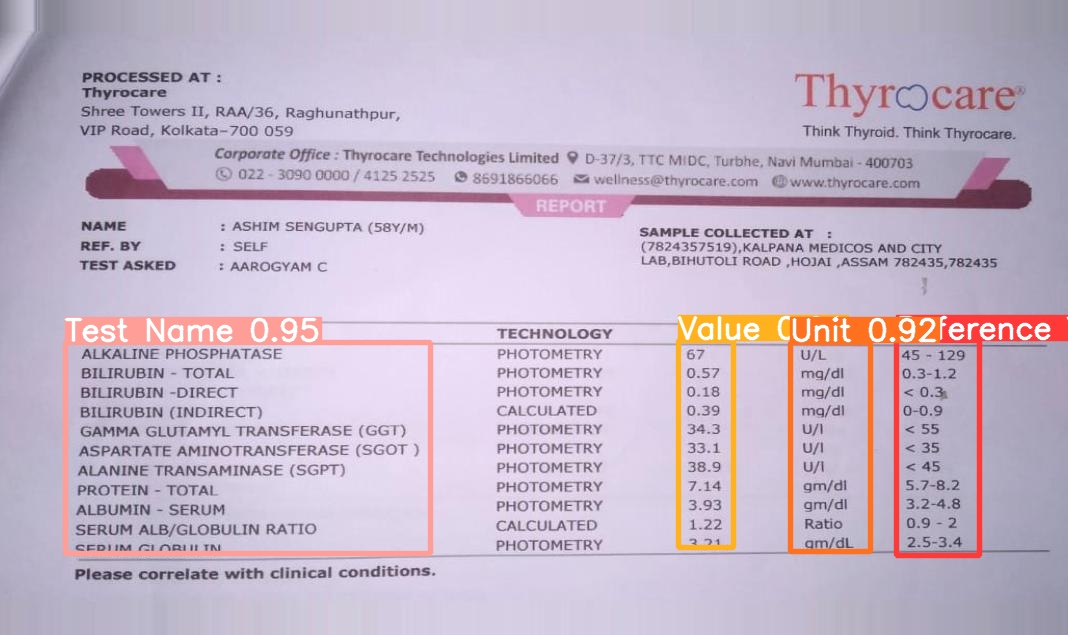 PROCESSED AT :
Thyrocare
Shree Towers II, RAA/36, Raghunathpur,
VIP Road, Kolkata-700 059
Thyrocare®
Think Thyroid. Think Thyrocare.
Corporate Office : Thyrocare Technologies Limited D-37/3, TTC MIDC, Turbhe, Navi Mumbai - 400703
022 - 3090 0000 / 4125 2525 8691866066 wellness@thyrocare.com www.thyrocare.com
REPORT
NAME : ASHIM SENGUPTA (58Y/M)
REF. BY : SELF
TEST ASKED : AAROGYAM C
SAMPLE COLLECTED AT :
(7824357519),KALPANA MEDICOS AND CITY
LAB,BIHUTOLI ROAD ,HOJAI ,ASSAM 782435,782435
Test Name 0.95 TECHNOLOGY Value Unit 0.92 ference
ALKALINE PHOSPHATASE PHOTOMETRY 67 U/L 45 - 129
BILIRUBIN - TOTAL PHOTOMETRY 0.57 mg/dl 0.3-1.2
BILIRUBIN -DIRECT PHOTOMETRY 0.18 mg/dl < 0.3
BILIRUBIN (INDIRECT) CALCULATED 0.39 mg/dl 0-0.9
GAMMA GLUTAMYL TRANSFERASE (GGT) PHOTOMETRY 34.3 U/l < 55
ASPARTATE AMINOTRANSFERASE (SGOT ) PHOTOMETRY 33.1 U/l < 35
ALANINE TRANSAMINASE (SGPT) PHOTOMETRY 38.9 U/l < 45
PROTEIN - TOTAL PHOTOMETRY 7.14 gm/dl 5.7-8.2
ALBUMIN - SERUM PHOTOMETRY 3.93 gm/dl 3.2-4.8
SERUM ALB/GLOBULIN RATIO CALCULATED 1.22 Ratio 0.9 - 2
SERUM GLOBULIN PHOTOMETRY 3.21 gm/dL 2.5-3.4
Please correlate with clinical conditions.